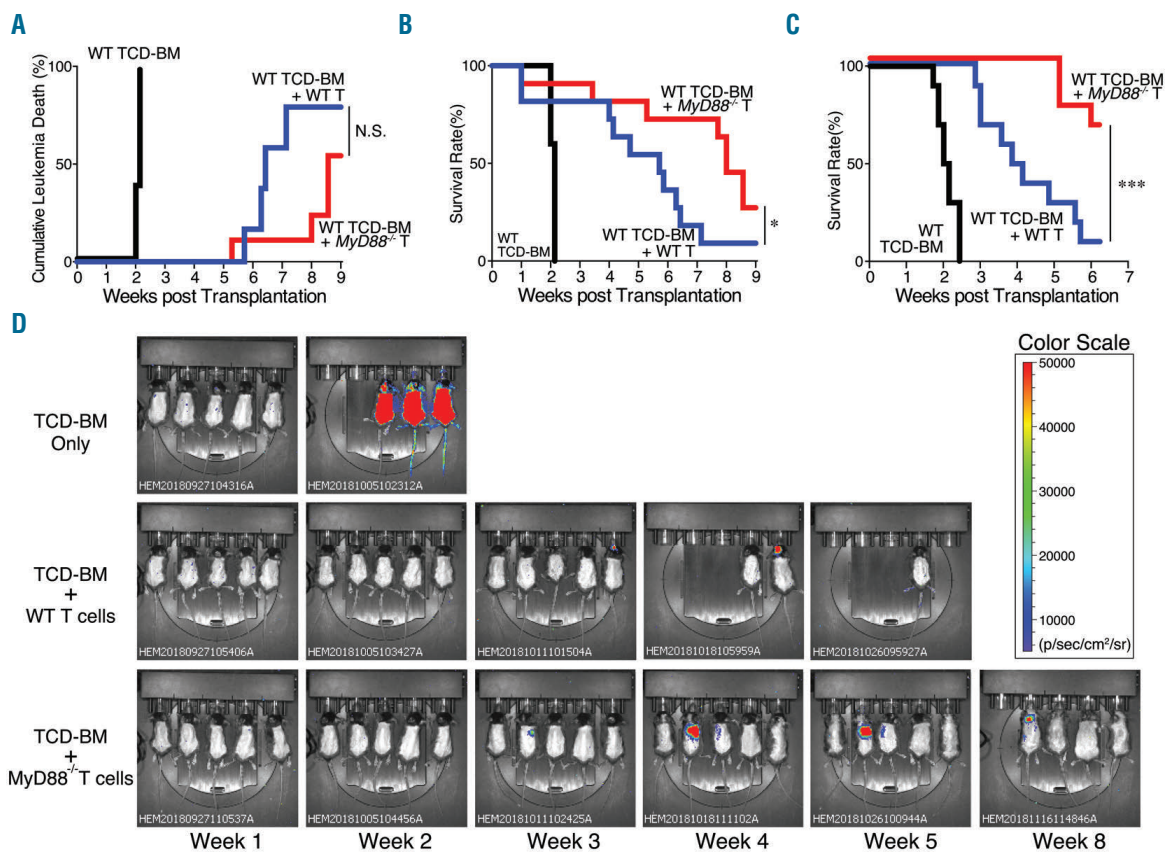 A
Cumulative Leukemia Death (%)
100
50
0
WT TCD-BM
WT TCD-BM
+ WT T
N.S.
WT TCD-BM
+ MyD88-/- T
0 1 2 3 4 5 6 7 8 9
Weeks post Transplantation
B
Survival Rate(%)
100
50
0
WT TCD-BM
+ MyD88-/- T
*
WT
TCD-BM
WT TCD-BM
+ WT T
0 1 2 3 4 5 6 7 8 9
Weeks post Transplantation
C
Survival Rate(%)
100
50
0
WT TCD-BM
+ MyD88-/- T
***
WT
TCD-BM
WT TCD-BM
+ WT T
0 1 2 3 4 5 6 7
Weeks post Transplantation
D
TCD-BM
Only
HEM20180927104316A
HEM20181005102312A
Color Scale
50000
40000
30000
20000
10000
(p/sec/cm²/sr)
TCD-BM
+
WT T cells
HEM20180927105406A
HEM20181005103427A
HEM20181011101504A
HEM20181018105959A
HEM20181026095927A
TCD-BM
+
MyD88-/-T cells
HEM20180927110537A
HEM20181005104456A
HEM20181011102425A
HEM20181018111102A
HEM20181026100944A
HEM20181116114846A
Week 1
Week 2
Week 3
Week 4
Week 5
Week 8